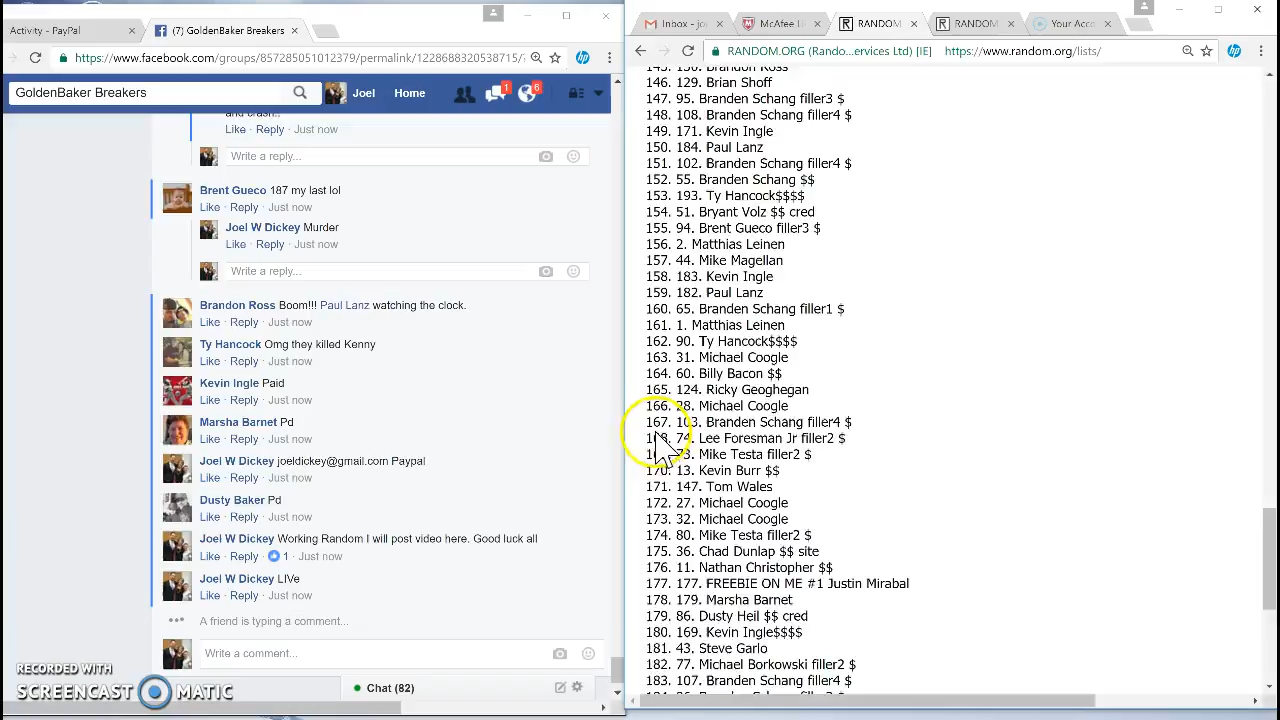 Activity - PayPal
(7) GoldenBaker Breakers
https://www.facebook.com/groups/857285051012379/permalink/1228688320538715/
GoldenBaker Breakers
Joel
Home
1
6
and crash..
Like · Reply · Just now
Write a reply...
Brent Gueco 187 my last lol
Like · Reply · Just now
Joel W Dickey Murder
Like · Reply · Just now
Write a reply...
Brandon Ross Boom!!! Paul Lanz watching the clock.
Like · Reply · Just now
Ty Hancock Omg they killed Kenny
Like · Reply · Just now
Kevin Ingle Paid
Like · Reply · Just now
Marsha Barnet Pd
Like · Reply · Just now
Joel W Dickey joeldickey@gmail.com Paypal
Like · Reply · Just now
Dusty Baker Pd
Like · Reply · Just now
Joel W Dickey Working Random I will post video here. Good luck all
Like · Reply · 1 · Just now
Joel W Dickey LIVe
Like · Reply · Just now
A friend is typing a comment...
Write a comment...
Chat (82)
RECORDED WITH
SCREENCAST MATIC
Inbox - jo
McAfee LI
RANDOM
RANDOM
Your Acc
RANDOM.ORG (Rando...ervices Ltd) [IE]
https://www.random.org/lists/
145. 130. Brandon Ross
146. 129. Brian Shoff
147. 95. Branden Schang filler3 $
148. 108. Branden Schang filler4 $
149. 171. Kevin Ingle
150. 184. Paul Lanz
151. 102. Branden Schang filler4 $
152. 55. Branden Schang $$
153. 193. Ty Hancock$$$$
154. 51. Bryant Volz $$ cred
155. 94. Brent Gueco filler3 $
156. 2. Matthias Leinen
157. 44. Mike Magellan
158. 183. Kevin Ingle
159. 182. Paul Lanz
160. 65. Branden Schang filler1 $
161. 1. Matthias Leinen
162. 90. Ty Hancock$$$$
163. 31. Michael Coogle
164. 60. Billy Bacon $$
165. 124. Ricky Geoghegan
166. 28. Michael Coogle
167. 103. Branden Schang filler4 $
168. 74. Lee Foresman Jr filler2 $
Mike Testa filler2 $
170. 13. Kevin Burr $$
171. 147. Tom Wales
172. 27. Michael Coogle
173. 32. Michael Coogle
174. 80. Mike Testa filler2 $
175. 36. Chad Dunlap $$ site
176. 11. Nathan Christopher $$
177. 177. FREEBIE ON ME #1 Justin Mirabal
178. 179. Marsha Barnet
179. 86. Dusty Heil $$ cred
180. 169. Kevin Ingle$$$$
181. 43. Steve Garlo
182. 77. Michael Borkowski filler2 $
183. 107. Branden Schang filler4 $